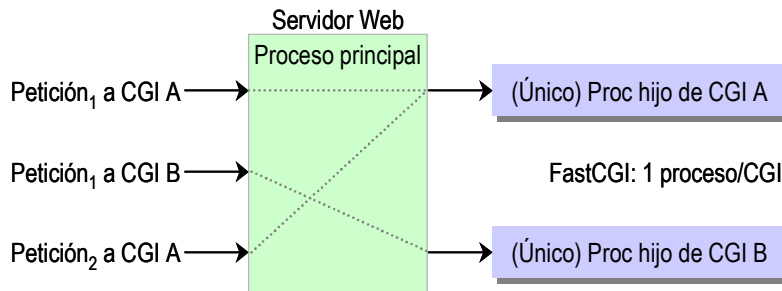 Servidor Web
Proceso principal
Petición₁ a CGI A
(Único) Proc hijo de CGI A
Petición₁ a CGI B
FastCGI: 1 proceso/CGI
Petición₂ a CGI A
(Único) Proc hijo de CGI B